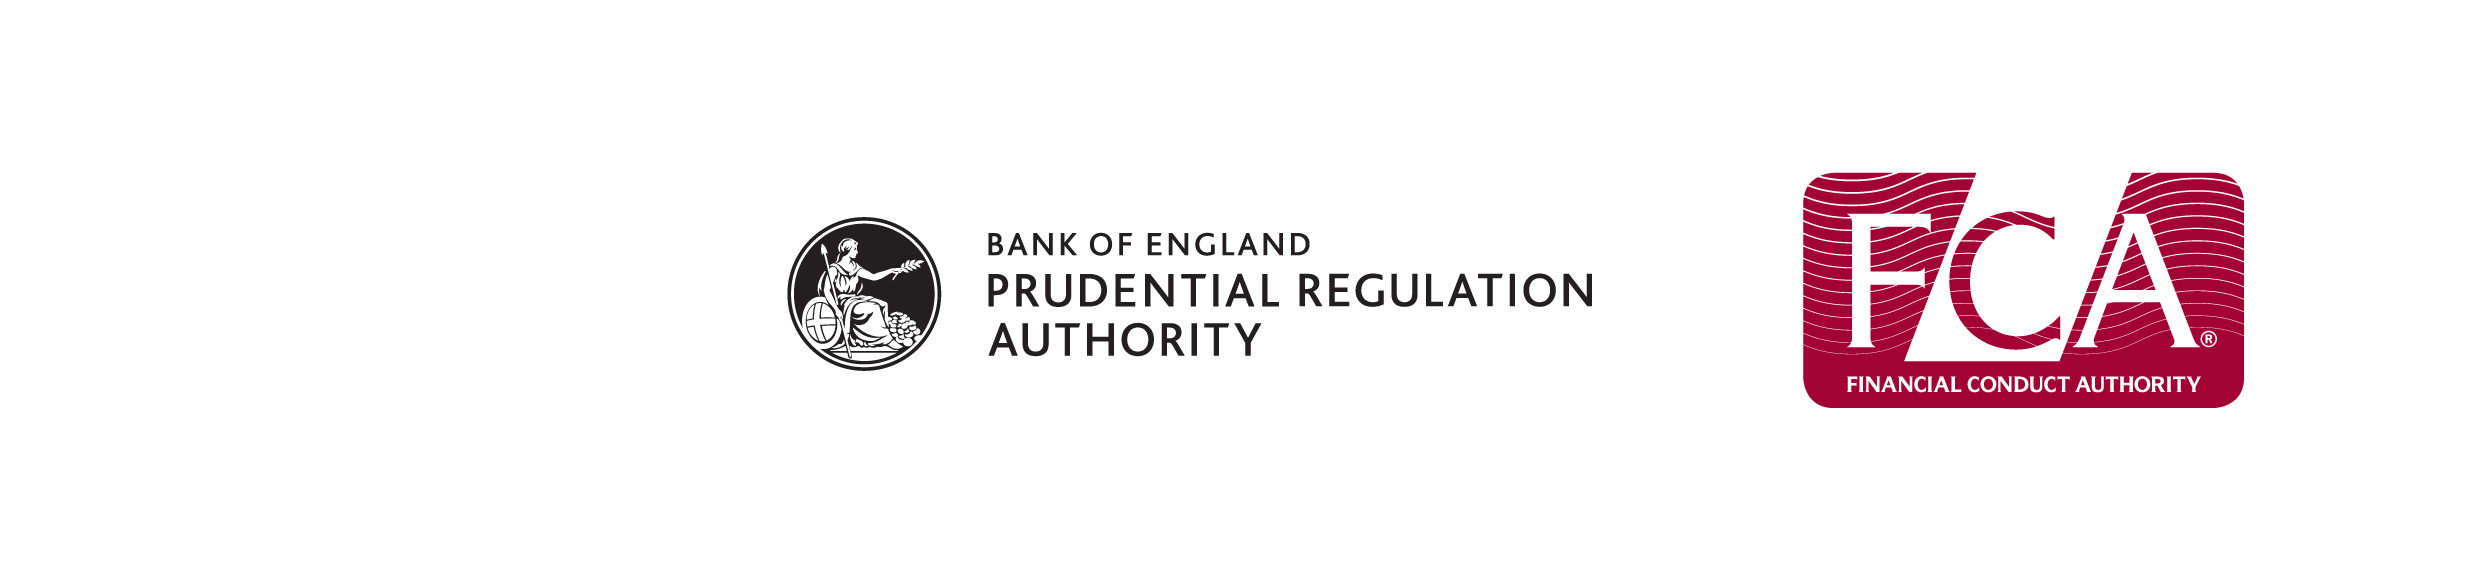 BANK OF ENGLAND
PRUDENTIAL REGULATION
AUTHORITY
FCA®
FINANCIAL CONDUCT AUTHORITY